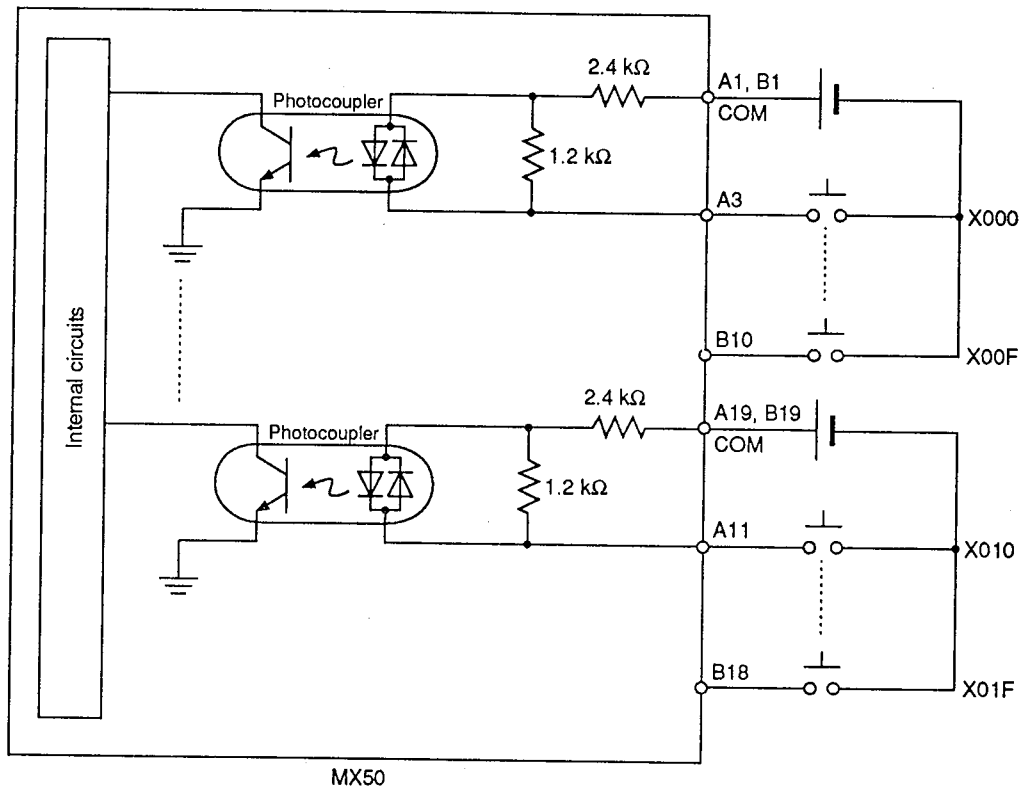 2.4 kΩ
A1, B1
COM
Photocoupler
1.2 kΩ
A3
X000
B10
X00F
Internal circuits
2.4 kΩ
A19, B19
COM
Photocoupler
1.2 kΩ
A11
X010
B18
X01F
MX50